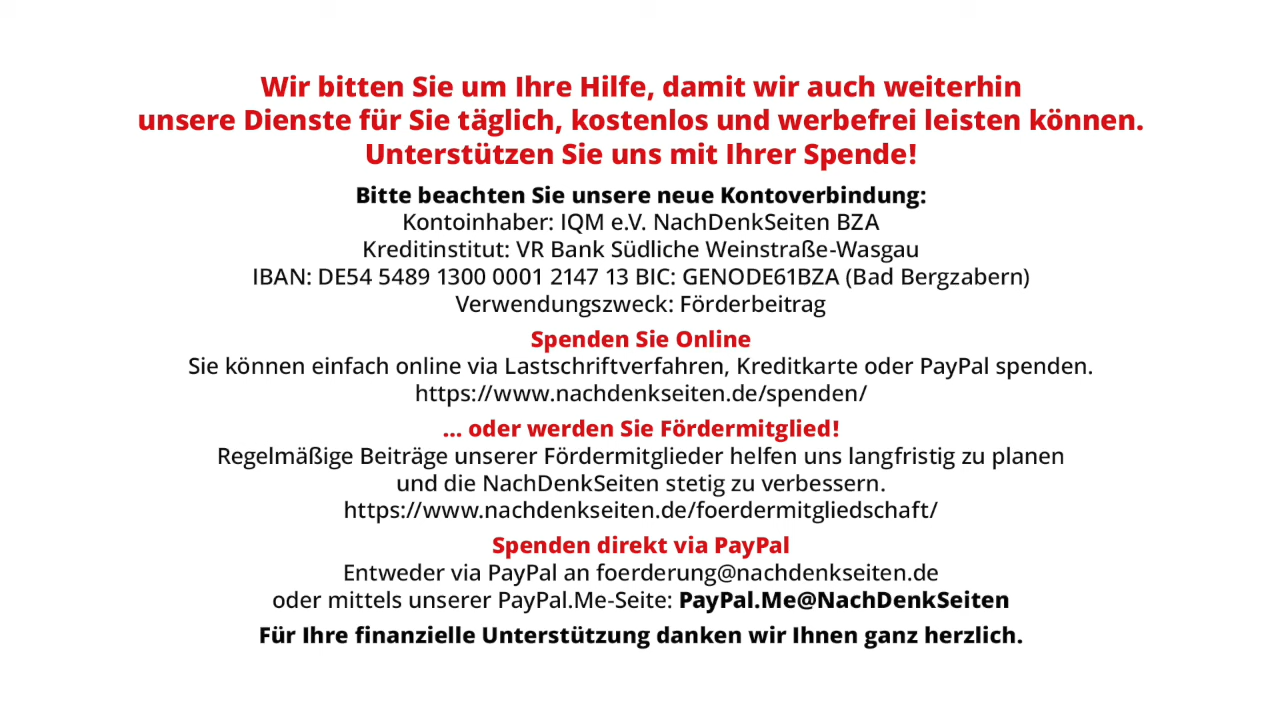 Wir bitten Sie um Ihre Hilfe, damit wir auch weiterhin
unsere Dienste für Sie täglich, kostenlos und werbefrei leisten können.
Unterstützen Sie uns mit Ihrer Spende!
Bitte beachten Sie unsere neue Kontoverbindung:
Kontoinhaber: IQM e.V. NachDenkSeiten BZA
Kreditinstitut: VR Bank Südliche Weinstraße-Wasgau
IBAN: DE54 5489 1300 0001 2147 13 BIC: GENODE61BZA (Bad Bergzabern)
Verwendungszweck: Förderbeitrag
Spenden Sie Online
Sie können einfach online via Lastschriftverfahren, Kreditkarte oder PayPal spenden.
https://www.nachdenkseiten.de/spenden/
... oder werden Sie Fördermitglied!
Regelmäßige Beiträge unserer Fördermitglieder helfen uns langfristig zu planen
und die NachDenkSeiten stetig zu verbessern.
https://www.nachdenkseiten.de/foerdermitgliedschaft/
Spenden direkt via PayPal
Entweder via PayPal an foerderung@nachdenkseiten.de
oder mittels unserer PayPal.Me-Seite: PayPal.Me@NachDenkSeiten
Für Ihre finanzielle Unterstützung danken wir Ihnen ganz herzlich.